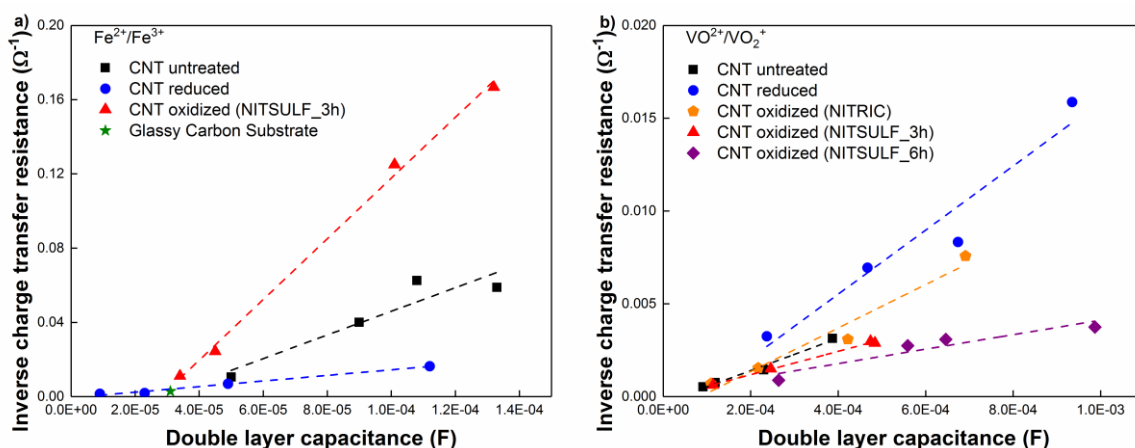 a)
Inverse charge transfer resistance (Ω⁻¹)
0.20
0.16
0.12
0.08
0.04
0.00
Fe²⁺/Fe³⁺
CNT untreated
CNT reduced
CNT oxidized (NITSULF_3h)
Glassy Carbon Substrate
0.0E+00 2.0E-05 4.0E-05 6.0E-05 8.0E-05 1.0E-04 1.2E-04 1.4E-04
Double layer capacitance (F)
b)
Inverse charge transfer resistance (Ω⁻¹)
0.020
0.015
0.010
0.005
0.000
VO²⁺/VO₂⁺
CNT untreated
CNT reduced
CNT oxidized (NITRIC)
CNT oxidized (NITSULF_3h)
CNT oxidized (NITSULF_6h)
0.0E+00 2.0E-04 4.0E-04 6.0E-04 8.0E-04 1.0E-03
Double layer capacitance (F)